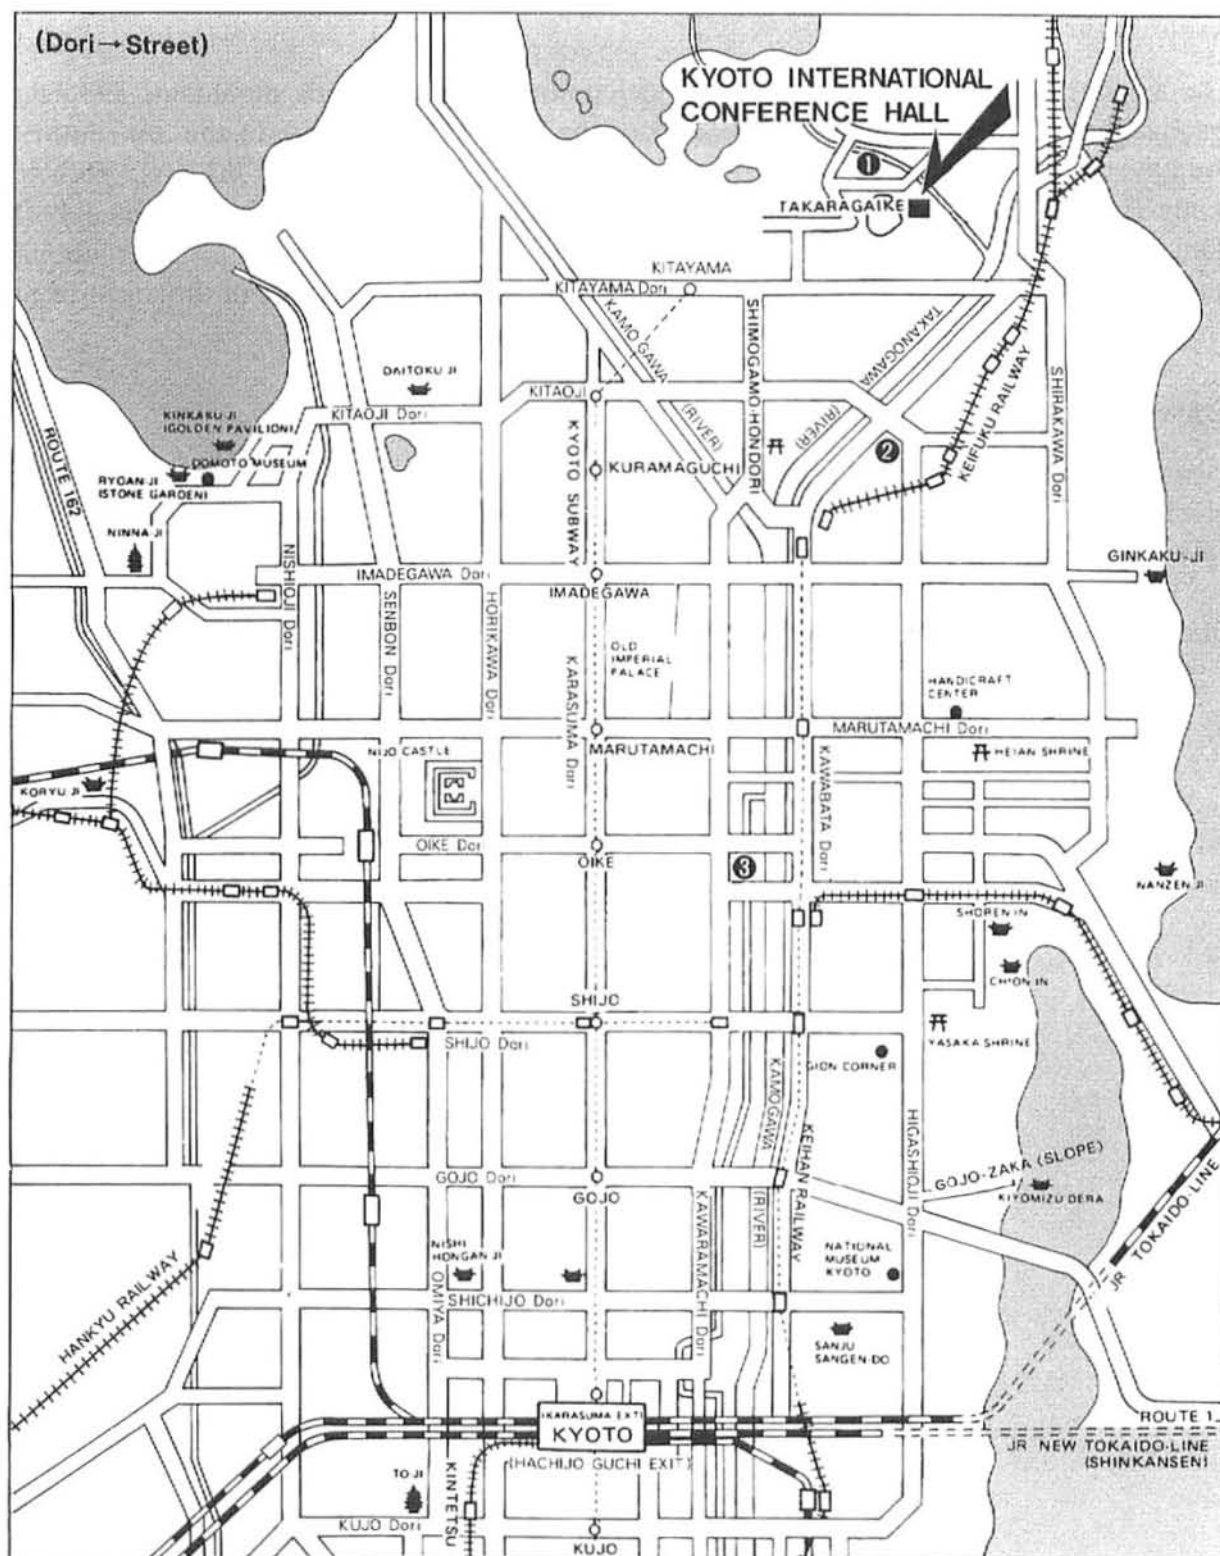 (Dori→Street)
KYOTO INTERNATIONAL
CONFERENCE HALL
❶
TAKARAGAIKE
KITAYAMA
KITAYAMA Dori
KAMO GAWA
(RIVER)
SHIMOGAMO-HONDORI
TAKANOGAWA
(RIVER)
KEIFUKU RAILWAY
SHIRAKAWA Dori
DAITOKU JI
KITAOJI
KITAOJI Dori
KINKAKU-JI
(GOLDEN PAVILION)
DOMOTO MUSEUM
RYOAN-JI
(STONE GARDEN)
ROUTE 162
NINNA-JI
KYOTO SUBWAY
KURAMAGUCHI
❷
GINKAKU-JI
IMADEGAWA Dori
IMADEGAWA
NISHIOJI Dori
SENBON Dori
HORIKAWA Dori
KARASUMA Dori
OLD
IMPERIAL
PALACE
HANDICRAFT
CENTER
MARUTAMACHI Dori
MARUTAMACHI
NIJO CASTLE
HEIAN SHRINE
KAWABATA Dori
KORYU JI
OIKE Dori
OIKE
❸
NANZEN JI
SHOREN IN
CHION IN
SHIJO
SHIJO Dori
YASAKA SHRINE
GION CORNER
KAMOGAWA
(RIVER)
KEIHAN RAILWAY
HIGASHIOJI Dori
GOJO-ZAKA (SLOPE)
KIYOMIZU DERA
GOJO Dori
GOJO
KAWARAMACHI Dori
NATIONAL
MUSEUM
KYOTO
JR TOKAIDO-LINE
HANKYU RAILWAY
NISHI
HONGAN JI
OMIYA Dori
SHICHIJO Dori
SANJU
SANGEN-DO
(KARASUMA EXIT)
KYOTO
(HACHIJO GUCHI EXIT)
ROUTE 1
JR NEW TOKAIDO-LINE
(SHINKANSEN)
TO JI
KINTETSU
KUJO Dori
KUJO